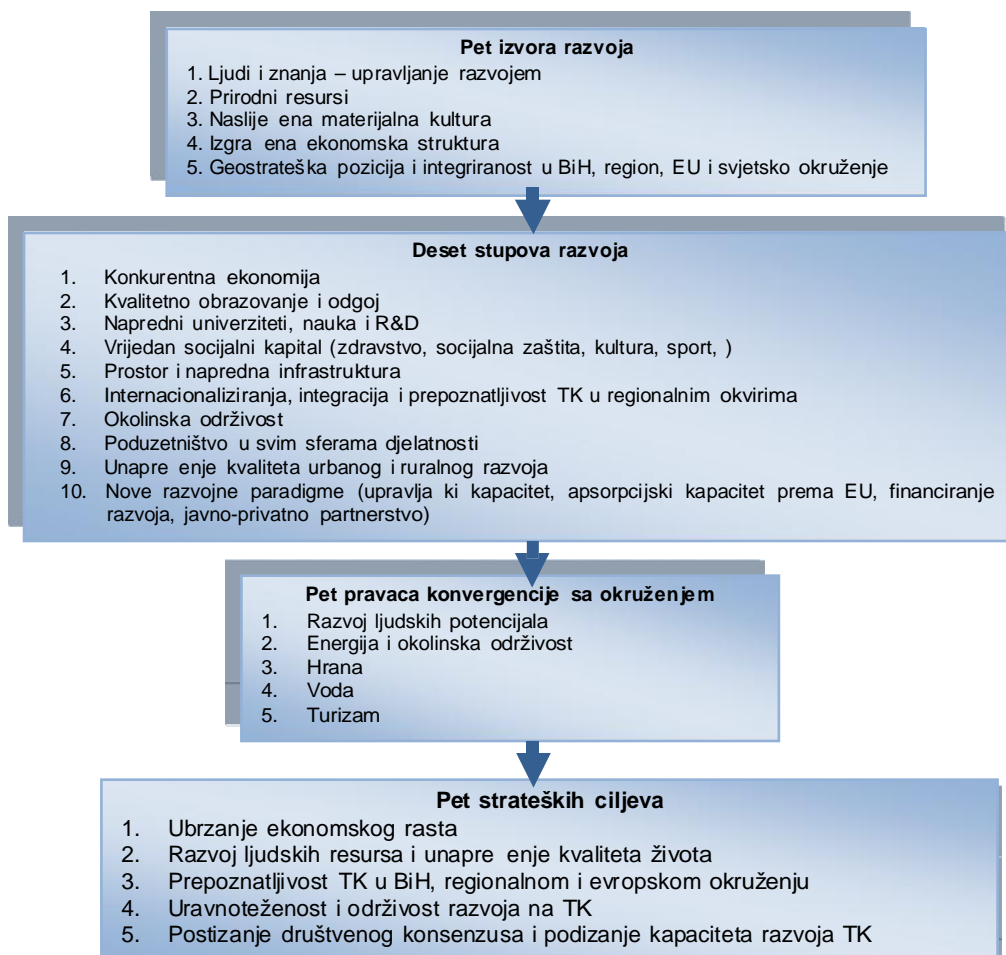 Pet izvora razvoja
1. Ljudi i znanja – upravljanje razvojem
2. Prirodni resursi
3. Naslije ena materijalna kultura
4. Izgra ena ekonomska struktura
5. Geostrateška pozicija i integriranost u BiH, region, EU i svjetsko okruženje
Deset stupova razvoja
1. Konkurentna ekonomija
2. Kvalitetno obrazovanje i odgoj
3. Napredni univerziteti, nauka i R&D
4. Vrijedan socijalni kapital (zdravstvo, socijalna zaštita, kultura, sport, )
5. Prostor i napredna infrastruktura
6. Internacionaliziranja, integracija i prepoznatljivost TK u regionalnim okvirima
7. Okolinska održivost
8. Poduzetništvo u svim sferama djelatnosti
9. Unapre enje kvaliteta urbanog i ruralnog razvoja
10. Nove razvojne paradigme (upravlja ki kapacitet, apsorpcijski kapacitet prema EU, financiranje
razvoja, javno-privatno partnerstvo)
Pet pravaca konvergencije sa okruženjem
1. Razvoj ljudskih potencijala
2. Energija i okolinska održivost
3. Hrana
4. Voda
5. Turizam
Pet strateških ciljeva
1. Ubrzanje ekonomskog rasta
2. Razvoj ljudskih resursa i unapre enje kvaliteta života
3. Prepoznatljivost TK u BiH, regionalnom i evropskom okruženju
4. Uravnoteženost i održivost razvoja na TK
5. Postizanje društvenog konsenzusa i podizanje kapaciteta razvoja TK